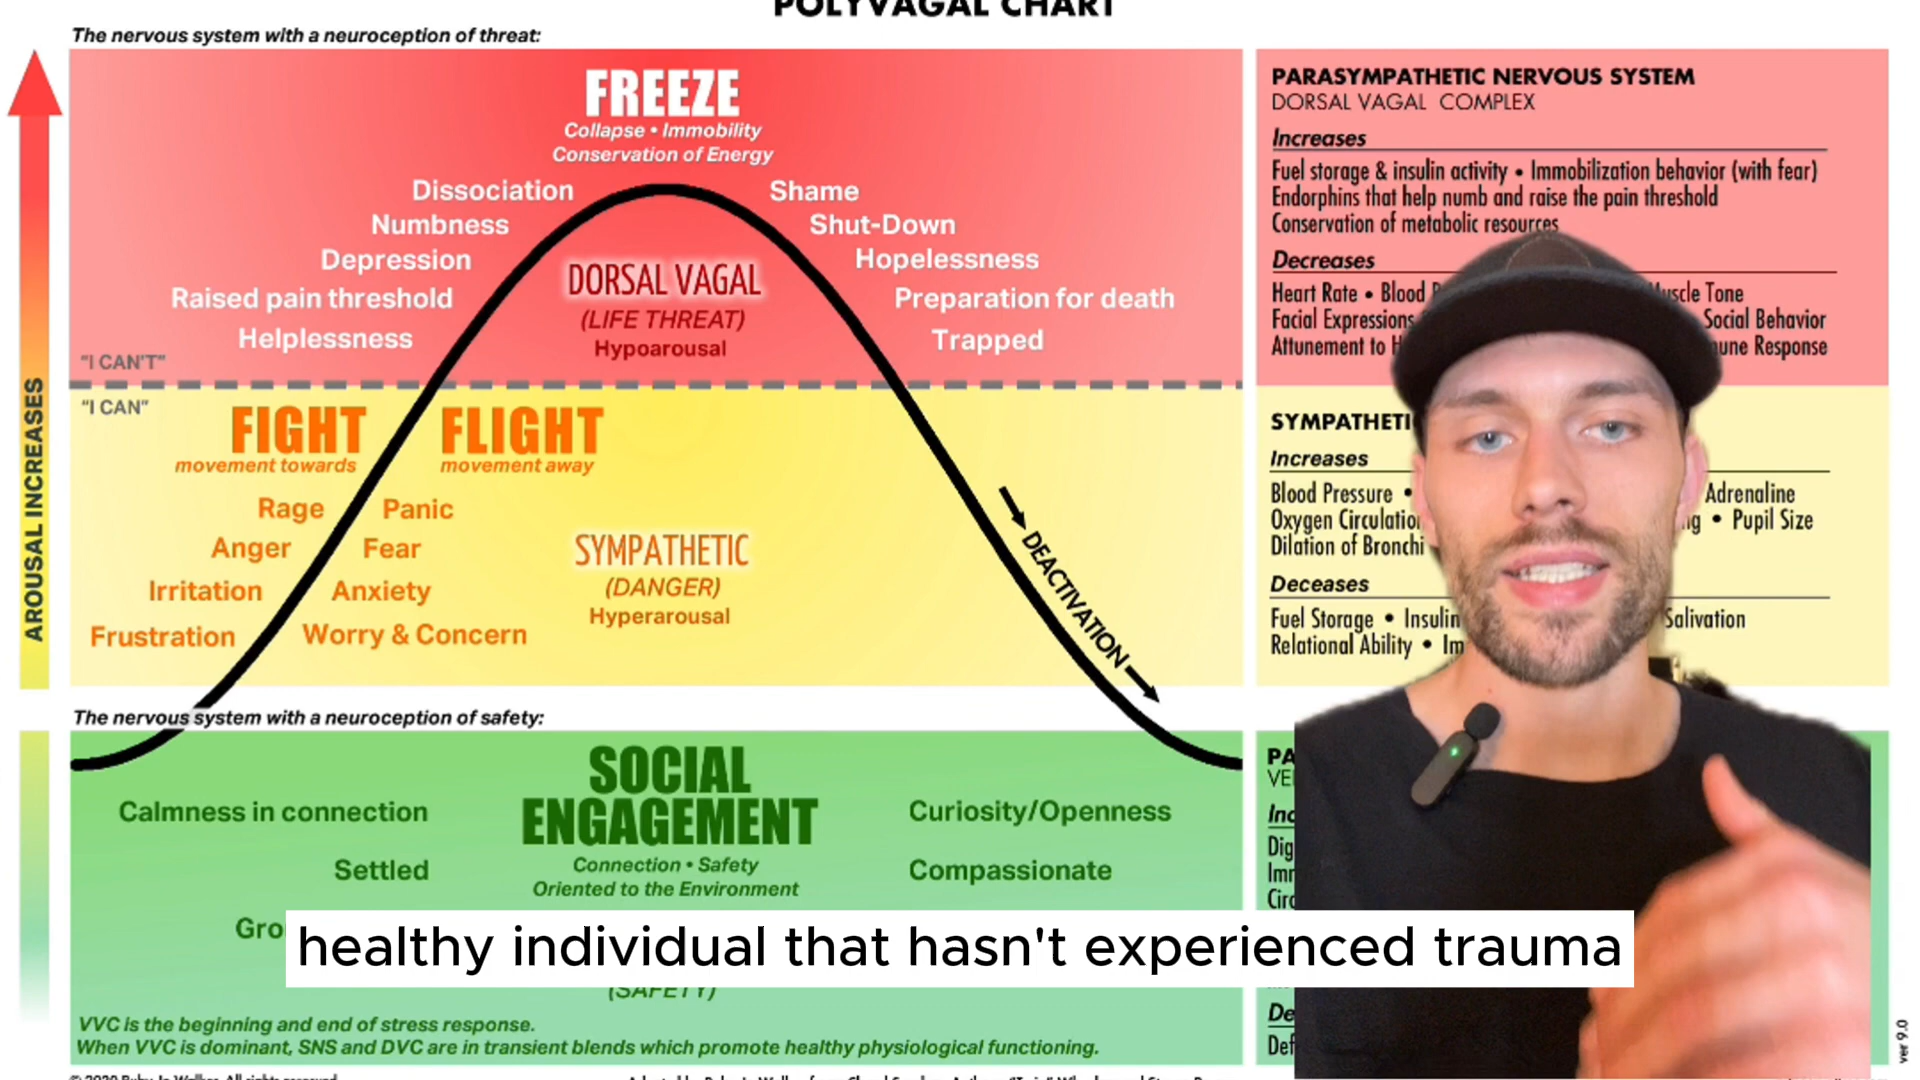 POLYVAGAL CHART
The nervous system with a neuroception of threat:
FREEZE
Collapse • Immobility
Conservation of Energy
Dissociation
Shame
Numbness
Shut-Down
Depression
Hopelessness
Raised pain threshold
Preparation for death
Helplessness
Trapped
DORSAL VAGAL
(LIFE THREAT)
Hypoarousal
"I CAN'T"
"I CAN"
AROUSAL INCREASES
FIGHT
movement towards
FLIGHT
movement away
Rage
Panic
Anger
Fear
Irritation
Anxiety
Frustration
Worry & Concern
SYMPATHETIC
(DANGER)
Hyperarousal
DEACTIVATION
The nervous system with a neuroception of safety:
SOCIAL
ENGAGEMENT
Connection • Safety
Oriented to the Environment
Calmness in connection
Settled
Curiosity/Openness
Compassionate
(SAFETY)
VVC is the beginning and end of stress response.
When VVC is dominant, SNS and DVC are in transient blends which promote healthy physiological functioning.
PARASYMPATHETIC NERVOUS SYSTEM
DORSAL VAGAL COMPLEX
Increases
Fuel storage & insulin activity • Immobilization behavior (with fear)
Endorphins that help numb and raise the pain threshold
Conservation of metabolic resources
Decreases
Heart Rate • Blood Muscle Tone
Facial Expressions Social Behavior
Attunement to Response
Increases
Blood Pressure • Adrenaline
Oxygen • Pupil Size
Dilation of Bronchi
Deceases
Fuel Storage • Insulin Salivation
Relational Ability •
healthy individual that hasn't experienced trauma
ver 9.0